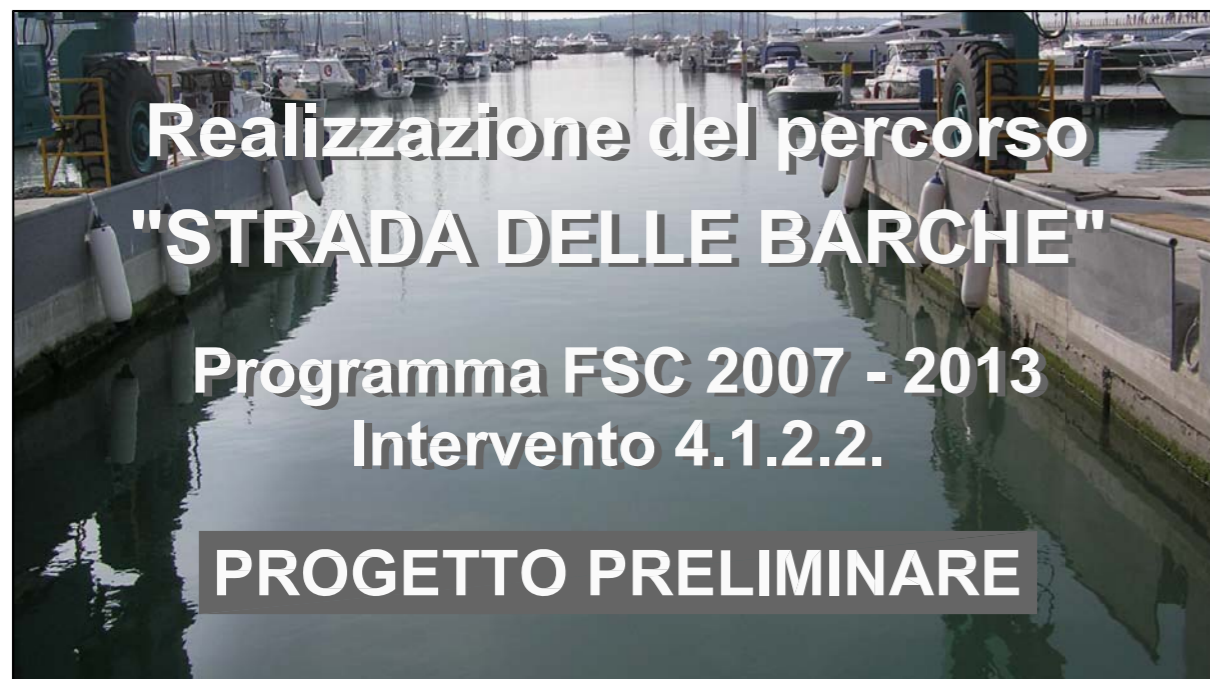 Realizzazione del percorso
"STRADA DELLE BARCHE"
Programma FSC 2007 - 2013
Intervento 4.1.2.2.
PROGETTO PRELIMINARE